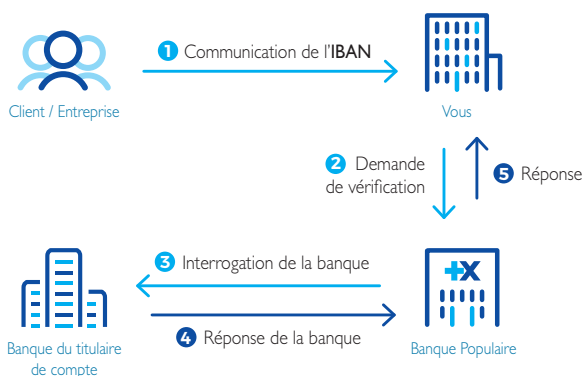 1 Communication de l'IBAN
Client / Entreprise
Vous
2 Demande
de vérification
5 Réponse
3 Interrogation de la banque
4 Réponse de la banque
Banque du titulaire
de compte
+X
Banque Populaire